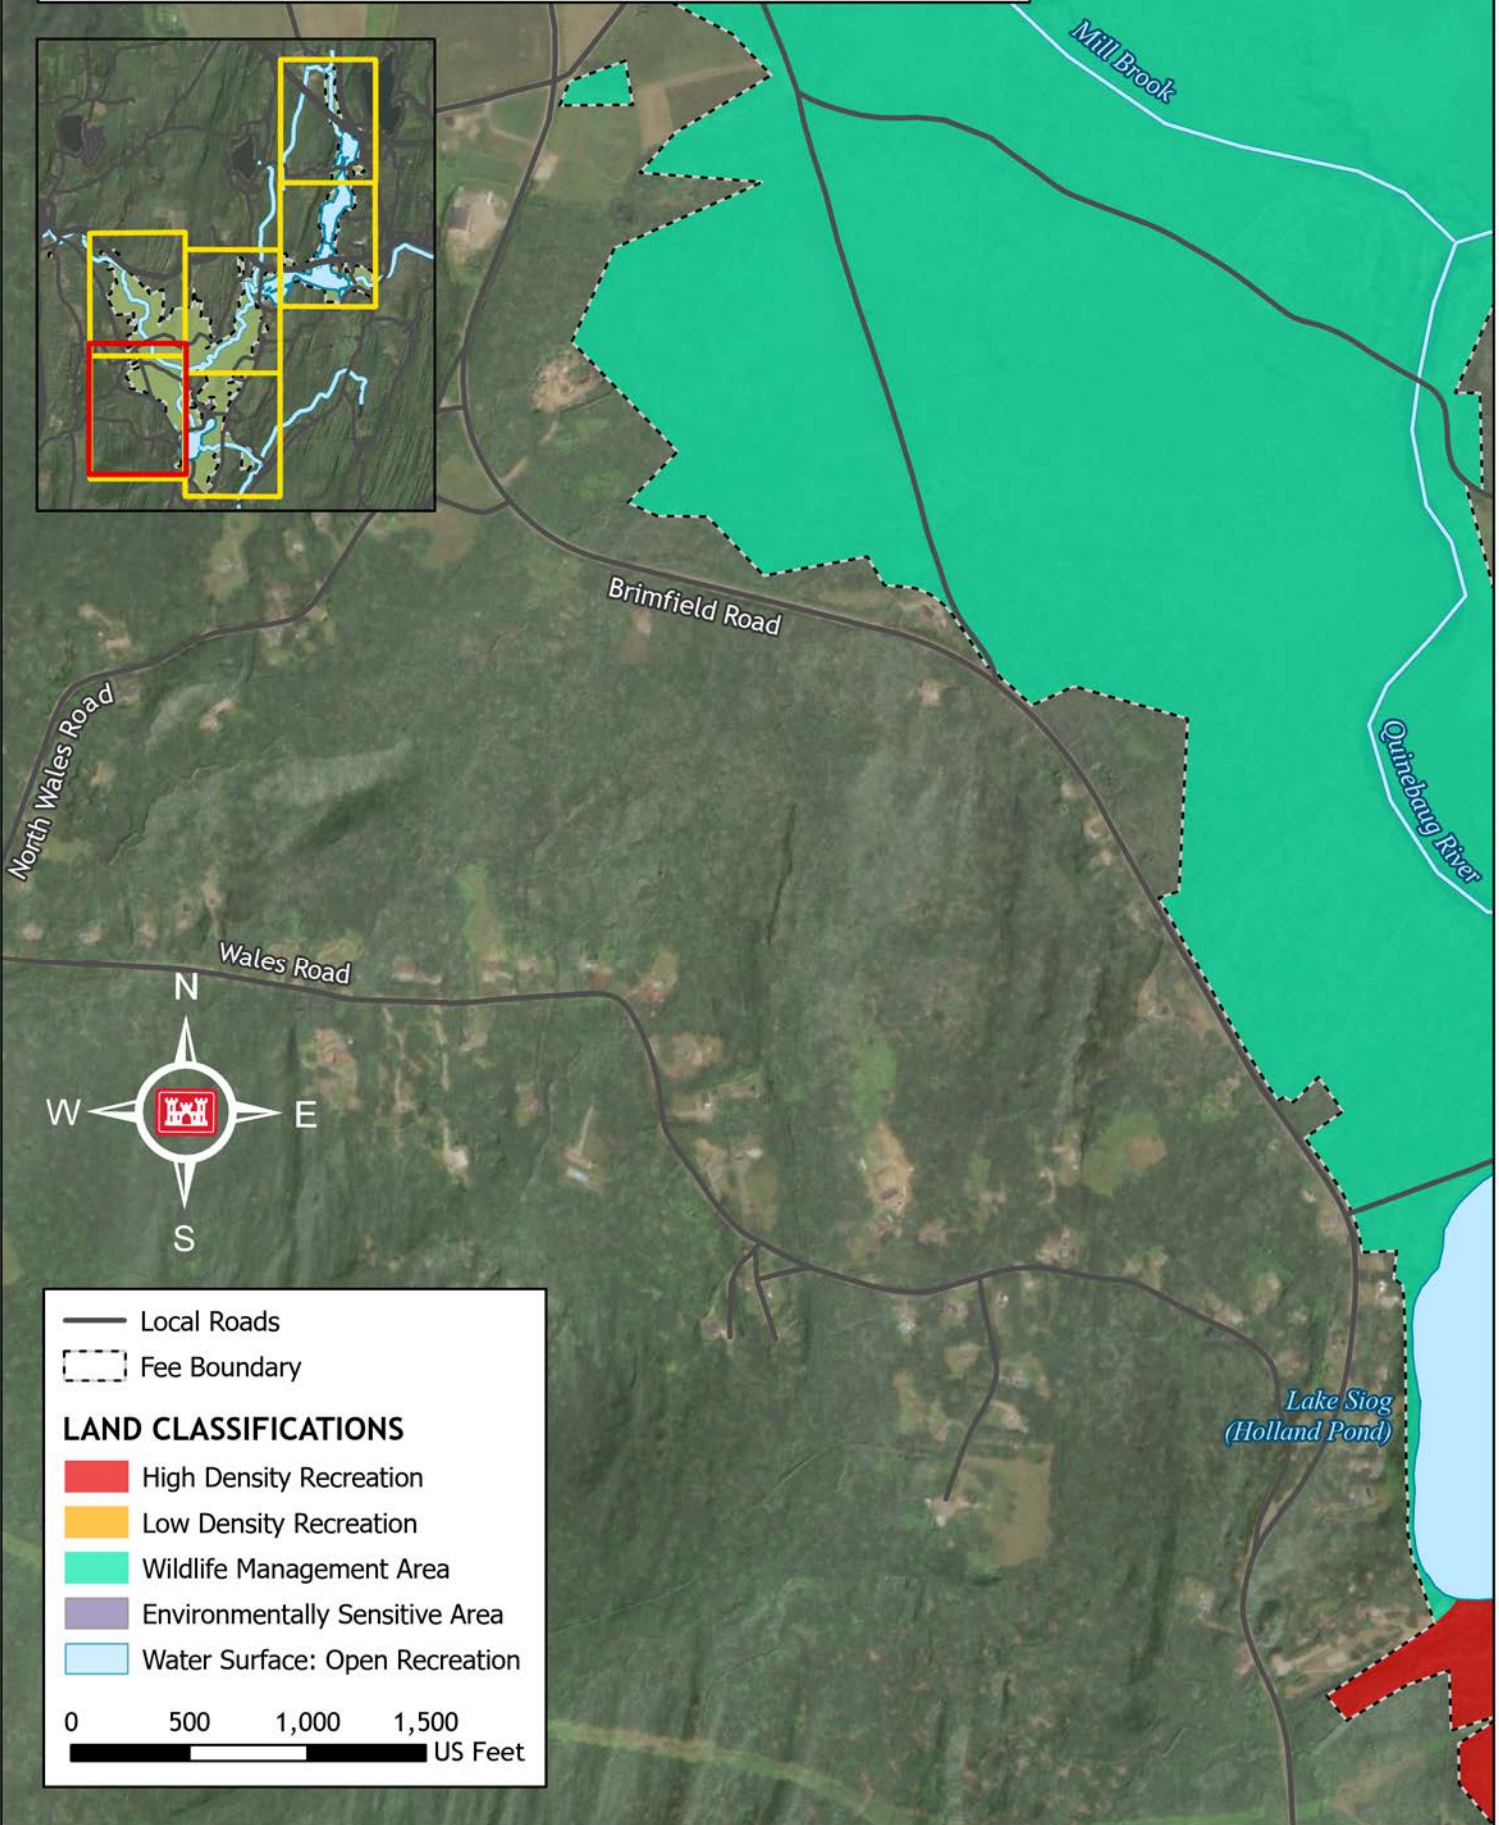 Mill Brook
Brimfield Road
North Wales Road
Quinebaug River
Wales Road
N
W
E
S
Lake Siog
(Holland Pond)
Local Roads
Fee Boundary
LAND CLASSIFICATIONS
High Density Recreation
Low Density Recreation
Wildlife Management Area
Environmentally Sensitive Area
Water Surface: Open Recreation
0 500 1,000 1,500
US Feet